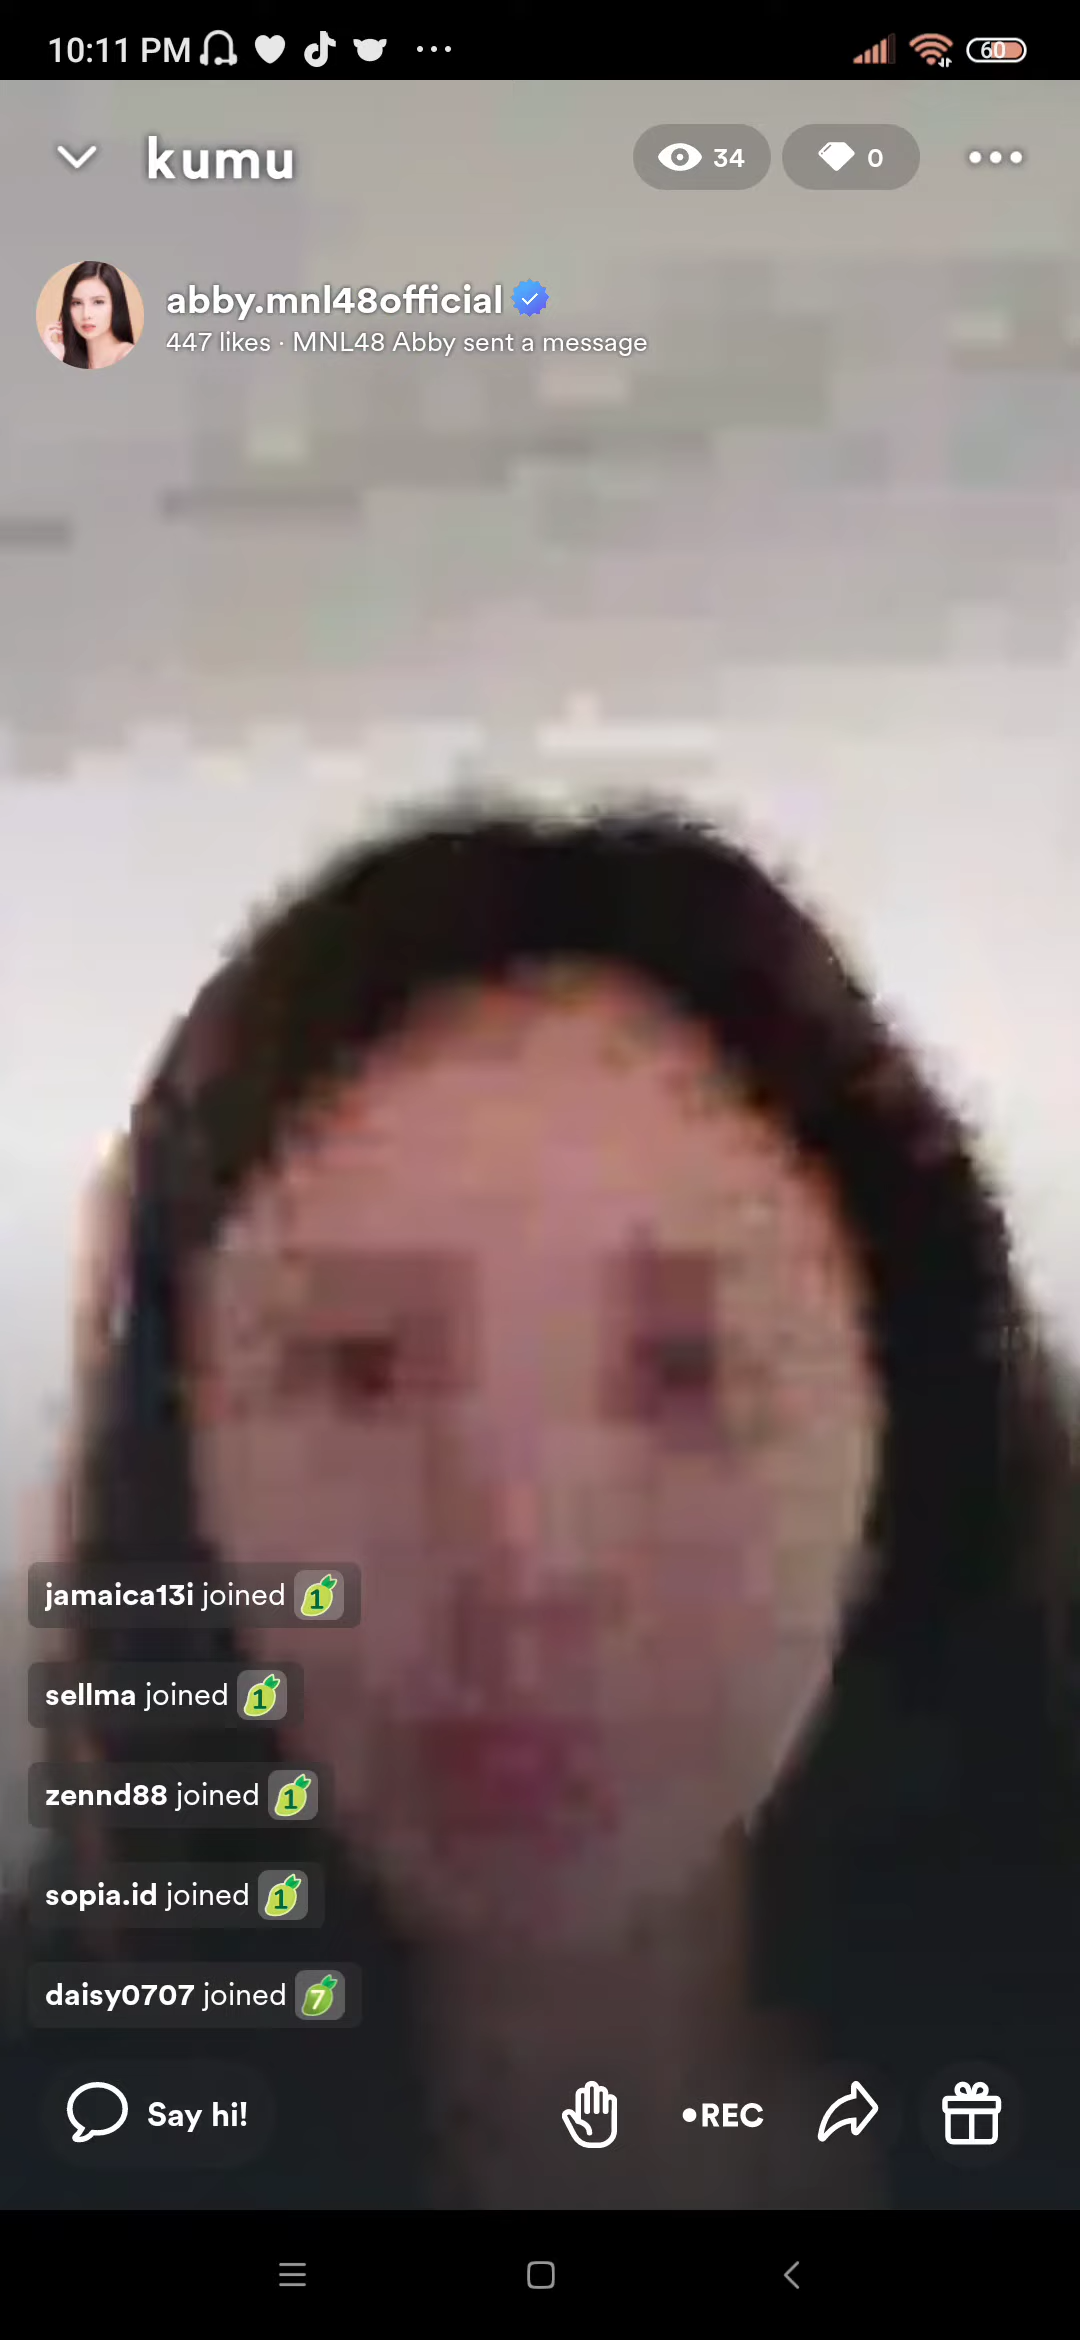 10:11 PM
60
kumu
34
0
abby.mnl48official
447 likes · MNL48 Abby sent a message
jamaica13i joined 1
sellma joined 1
zennd88 joined 1
sopia.id joined 1
daisy0707 joined 7
Say hi!
•REC